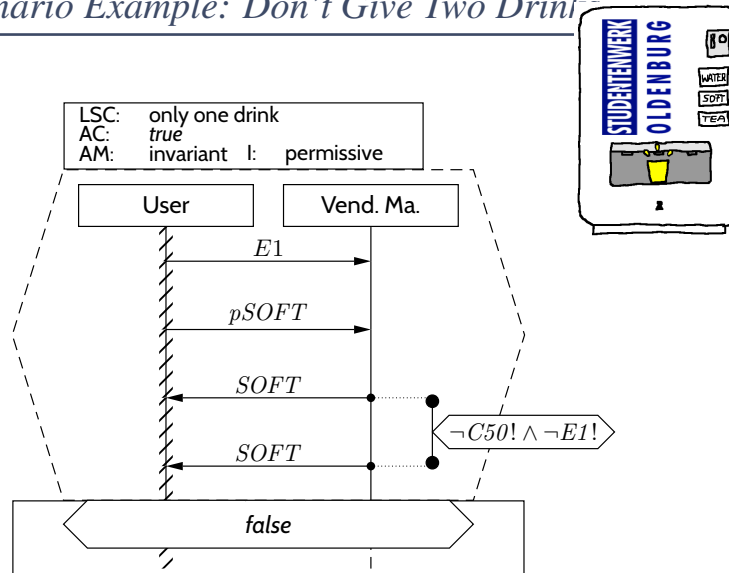 nario Example: Don't Give Two Drinks
STUDENTENWERK
OLDENBURG
WATER
SOFT
TEA
LSC: only one drink
AC: true
AM: invariant I: permissive
User
Vend. Ma.
E1
pSOFT
SOFT
¬C50! ∧ ¬E1!
SOFT
false